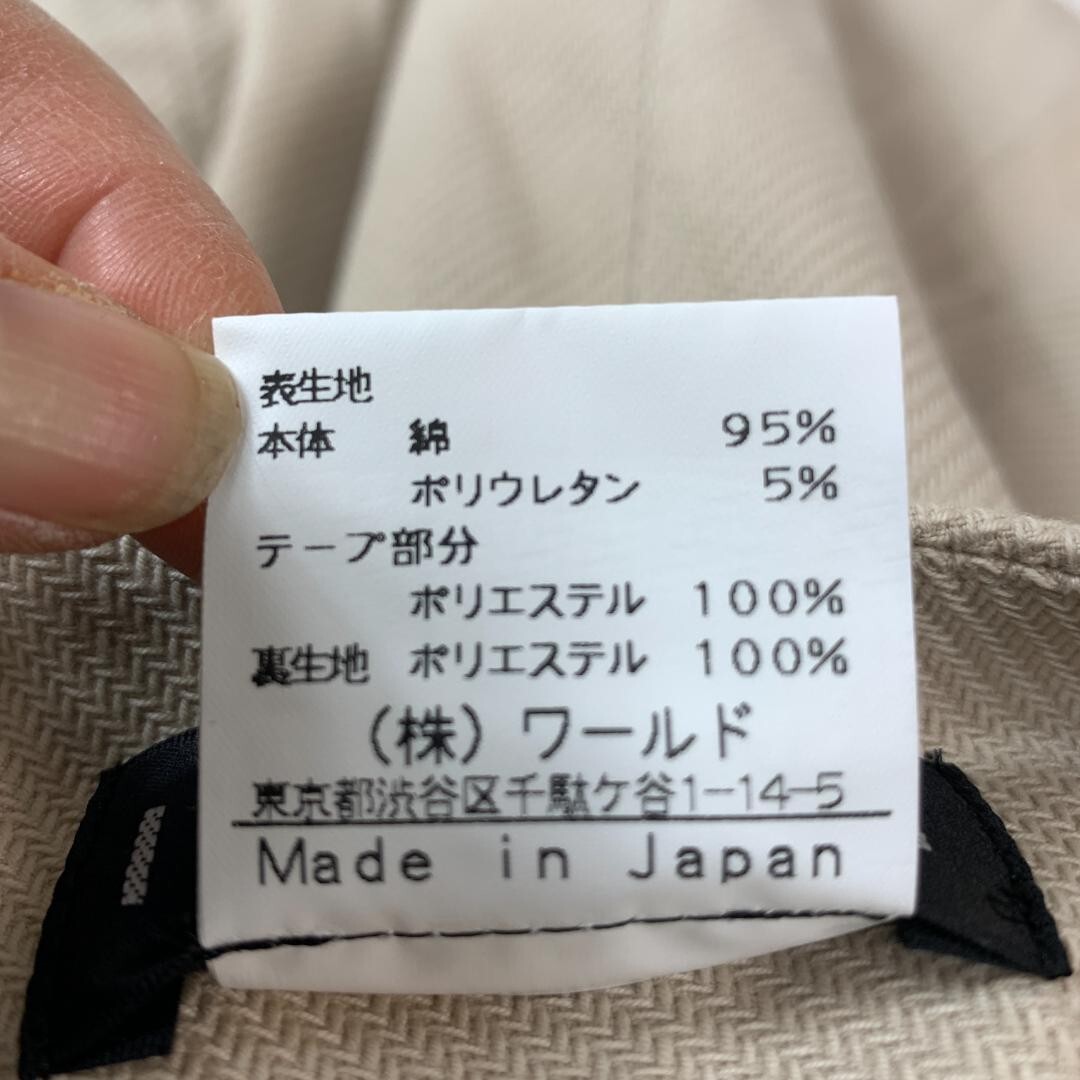 表生地
本体 綿 95%
ポリウレタン 5%
テープ部分
ポリエステル 100%
裏生地 ポリエステル 100%
(株)ワールド
東京都渋谷区千駄ケ谷1-14-5
Made in Japan